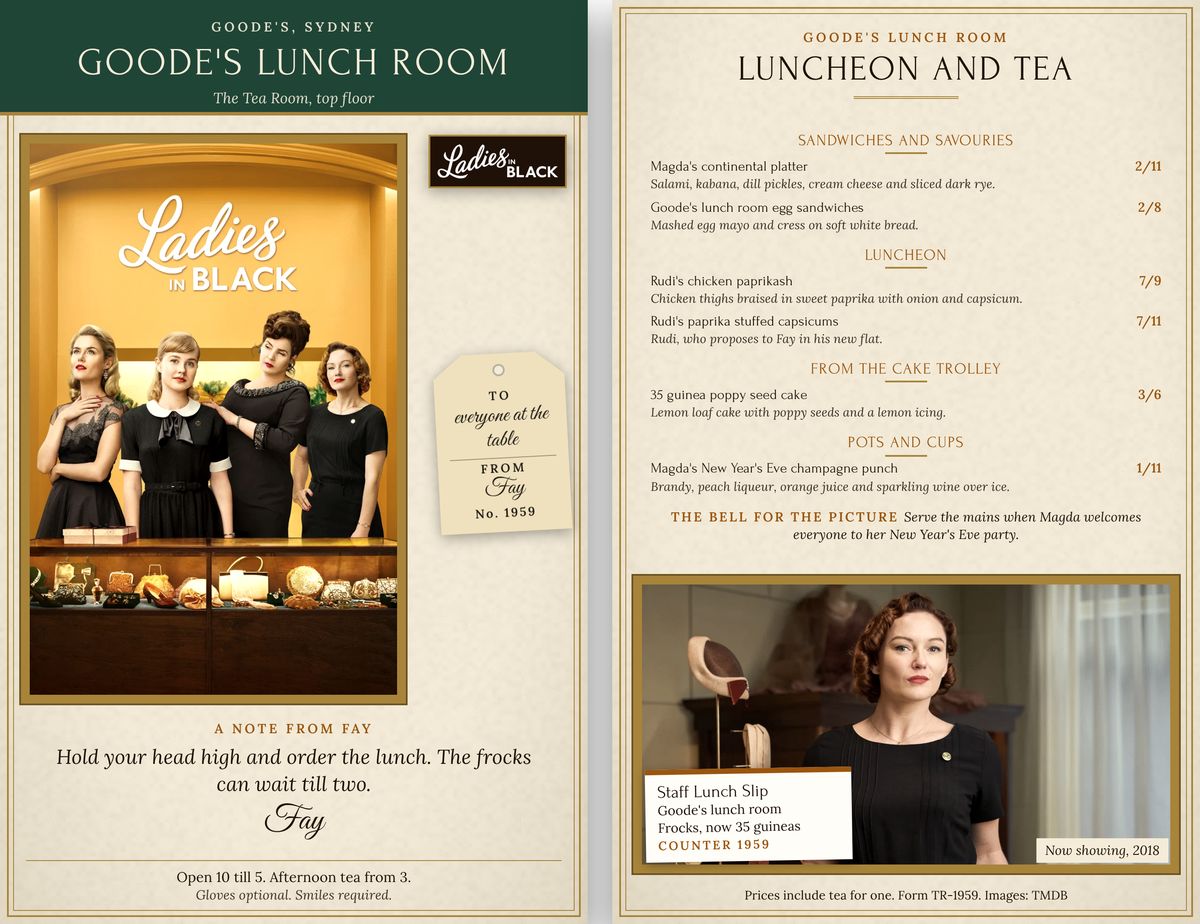 GOODE'S, SYDNEY
GOODE'S LUNCH ROOM
The Tea Room, top floor
Ladies
IN BLACK
Ladies IN
BLACK
TO
everyone at the
table
FROM
Fay
No. 1959
A NOTE FROM FAY
Hold your head high and order the lunch. The frocks
can wait till two.
Fay
Open 10 till 5. Afternoon tea from 3.
Gloves optional. Smiles required.
GOODE'S LUNCH ROOM
LUNCHEON AND TEA
SANDWICHES AND SAVOURIES
Magda's continental platter 2/11
Salami, kabana, dill pickles, cream cheese and sliced dark rye.
Goode's lunch room egg sandwiches 2/8
Mashed egg mayo and cress on soft white bread.
LUNCHEON
Rudi's chicken paprikash 7/9
Chicken thighs braised in sweet paprika with onion and capsicum.
Rudi's paprika stuffed capsicums 7/11
Rudi, who proposes to Fay in his new flat.
FROM THE CAKE TROLLEY
35 guinea poppy seed cake 3/6
Lemon loaf cake with poppy seeds and a lemon icing.
POTS AND CUPS
Magda's New Year's Eve champagne punch 1/11
Brandy, peach liqueur, orange juice and sparkling wine over ice.
THE BELL FOR THE PICTURE Serve the mains when Magda welcomes
everyone to her New Year's Eve party.
Staff Lunch Slip
Goode's lunch room
Frocks, now 35 guineas
COUNTER 1959
Now showing, 2018
Prices include tea for one. Form TR-1959. Images: TMDB